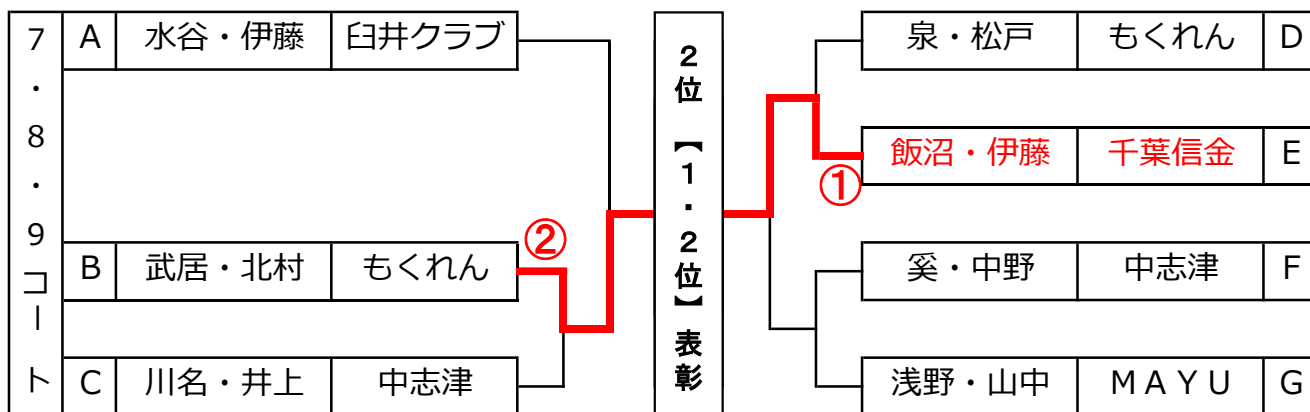 7・8・9コート
A 水谷・伊藤 臼井クラブ
B 武居・北村 もくれん
②
C 川名・井上 中志津
2位 【1・2位】表彰
泉・松戸 もくれん D
飯沼・伊藤 千葉信金 E
①
奚・中野 中志津 F
浅野・山中 ＭＡＹＵ G